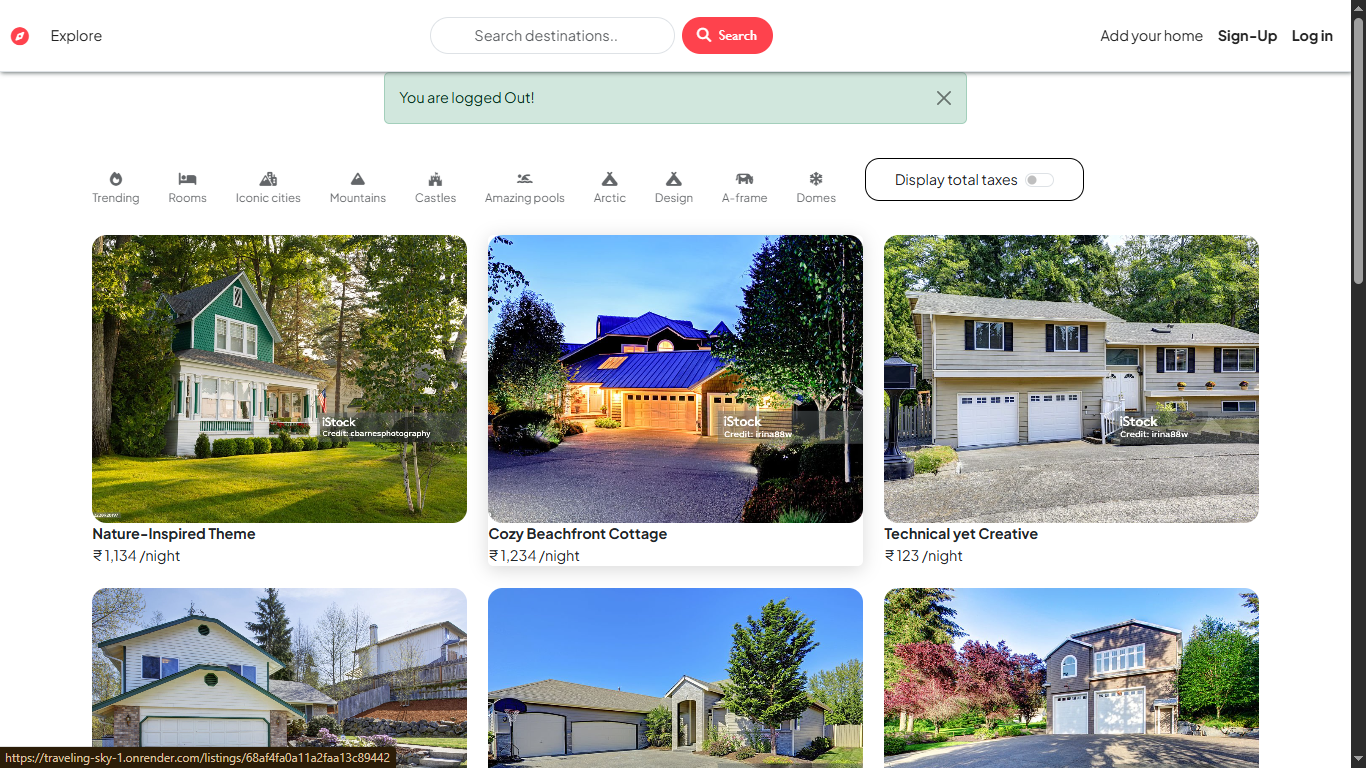 Explore
Search destinations..
Search
Add your home
Sign-Up
Log in
You are logged Out!
Trending
Rooms
Iconic cities
Mountains
Castles
Amazing pools
Arctic
Design
A-frame
Domes
Display total taxes
iStock
Credit: cbarnesphotography
iStock
Credit: irina88w
iStock
Credit: irina88w
Nature-Inspired Theme
₹ 1,134 /night
Cozy Beachfront Cottage
₹ 1,234 /night
Technical yet Creative
₹ 123 /night
https://traveling-sky-1.onrender.com/listings/68af4fa0a11a2faa13c89442